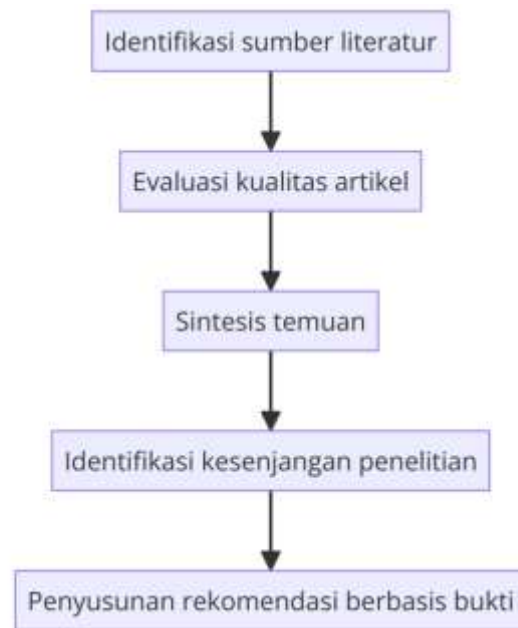 Identifikasi sumber literatur
Evaluasi kualitas artikel
Sintesis temuan
Identifikasi kesenjangan penelitian
Penyusunan rekomendasi berbasis bukti